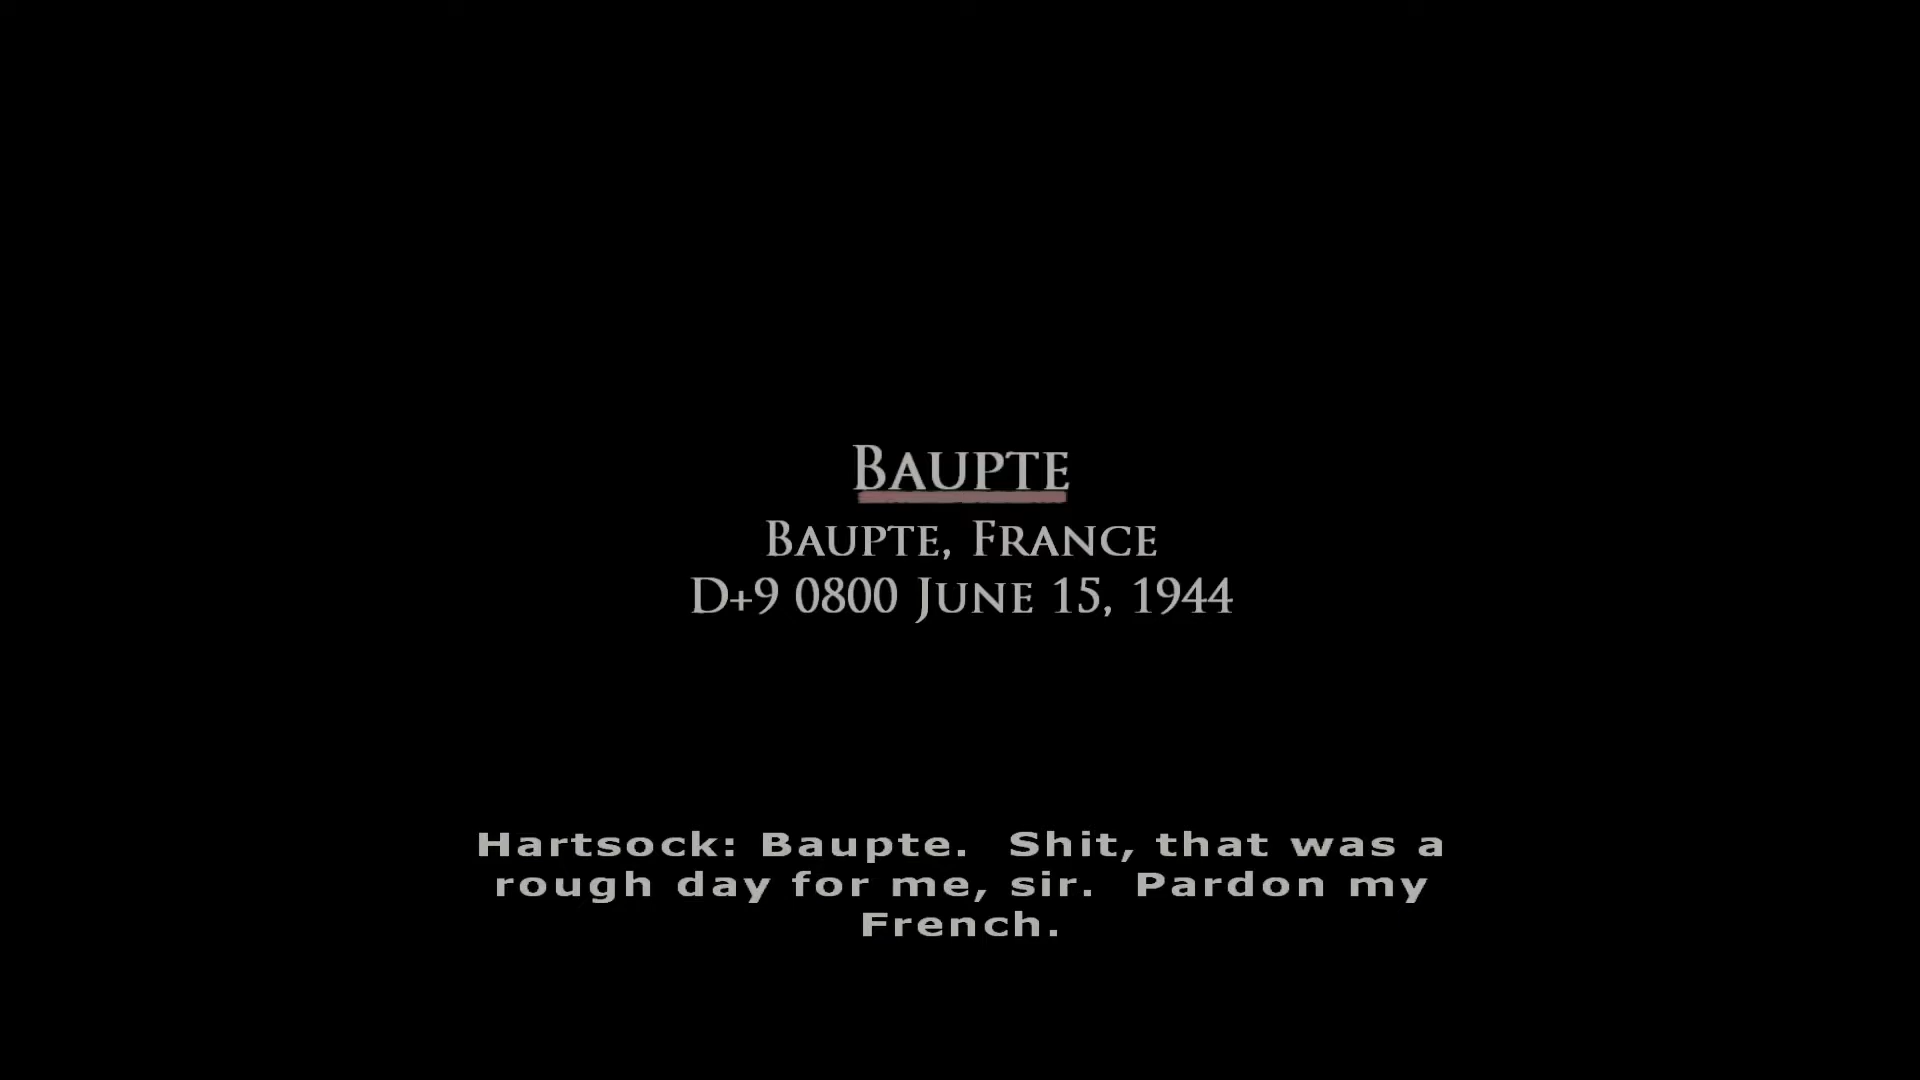 Baupte
Baupte, France
D+9 0800 June 15, 1944
Hartsock: Baupte.  Shit, that was a
rough day for me, sir.  Pardon my
French.